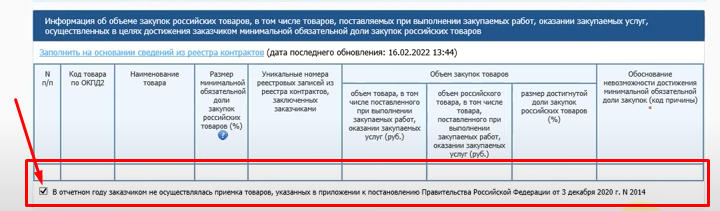 Информация об объеме закупок российских товаров, в том числе товаров, поставляемых при выполнении закупаемых работ, оказании закупаемых услуг,
осуществленных в целях достижения заказчиком минимальной обязательной доли закупок российских товаров
Заполнить на основании сведений из реестра контрактов (дата последнего обновления: 16.02.2022 13:44)
N
п/п
Код товара
по ОКПД2
Наименование
товара
Размер
минимальной
обязательной
доли
закупок
российских
товаров (%)
?
Уникальные номера
реестровых записей из
реестра контрактов,
заключенных
заказчиками
Объем закупок товаров
объем товара, в том
числе поставленного
при выполнении
закупаемых работ,
оказании закупаемых
услуг (руб.)
объем российского
товара, в том числе
товара,
поставленного при
выполнении
закупаемых работ,
оказании закупаемых
услуг (руб.)
размер достигнутой
доли закупок
российских товаров
(%)
Обоснование
невозможности достижения
минимальной обязательной
доли закупок (код причины)
*
В отчетном году заказчиком не осуществлялась приемка товаров, указанных в приложении к постановлению Правительства Российской Федерации от 3 декабря 2020 г. N 2014